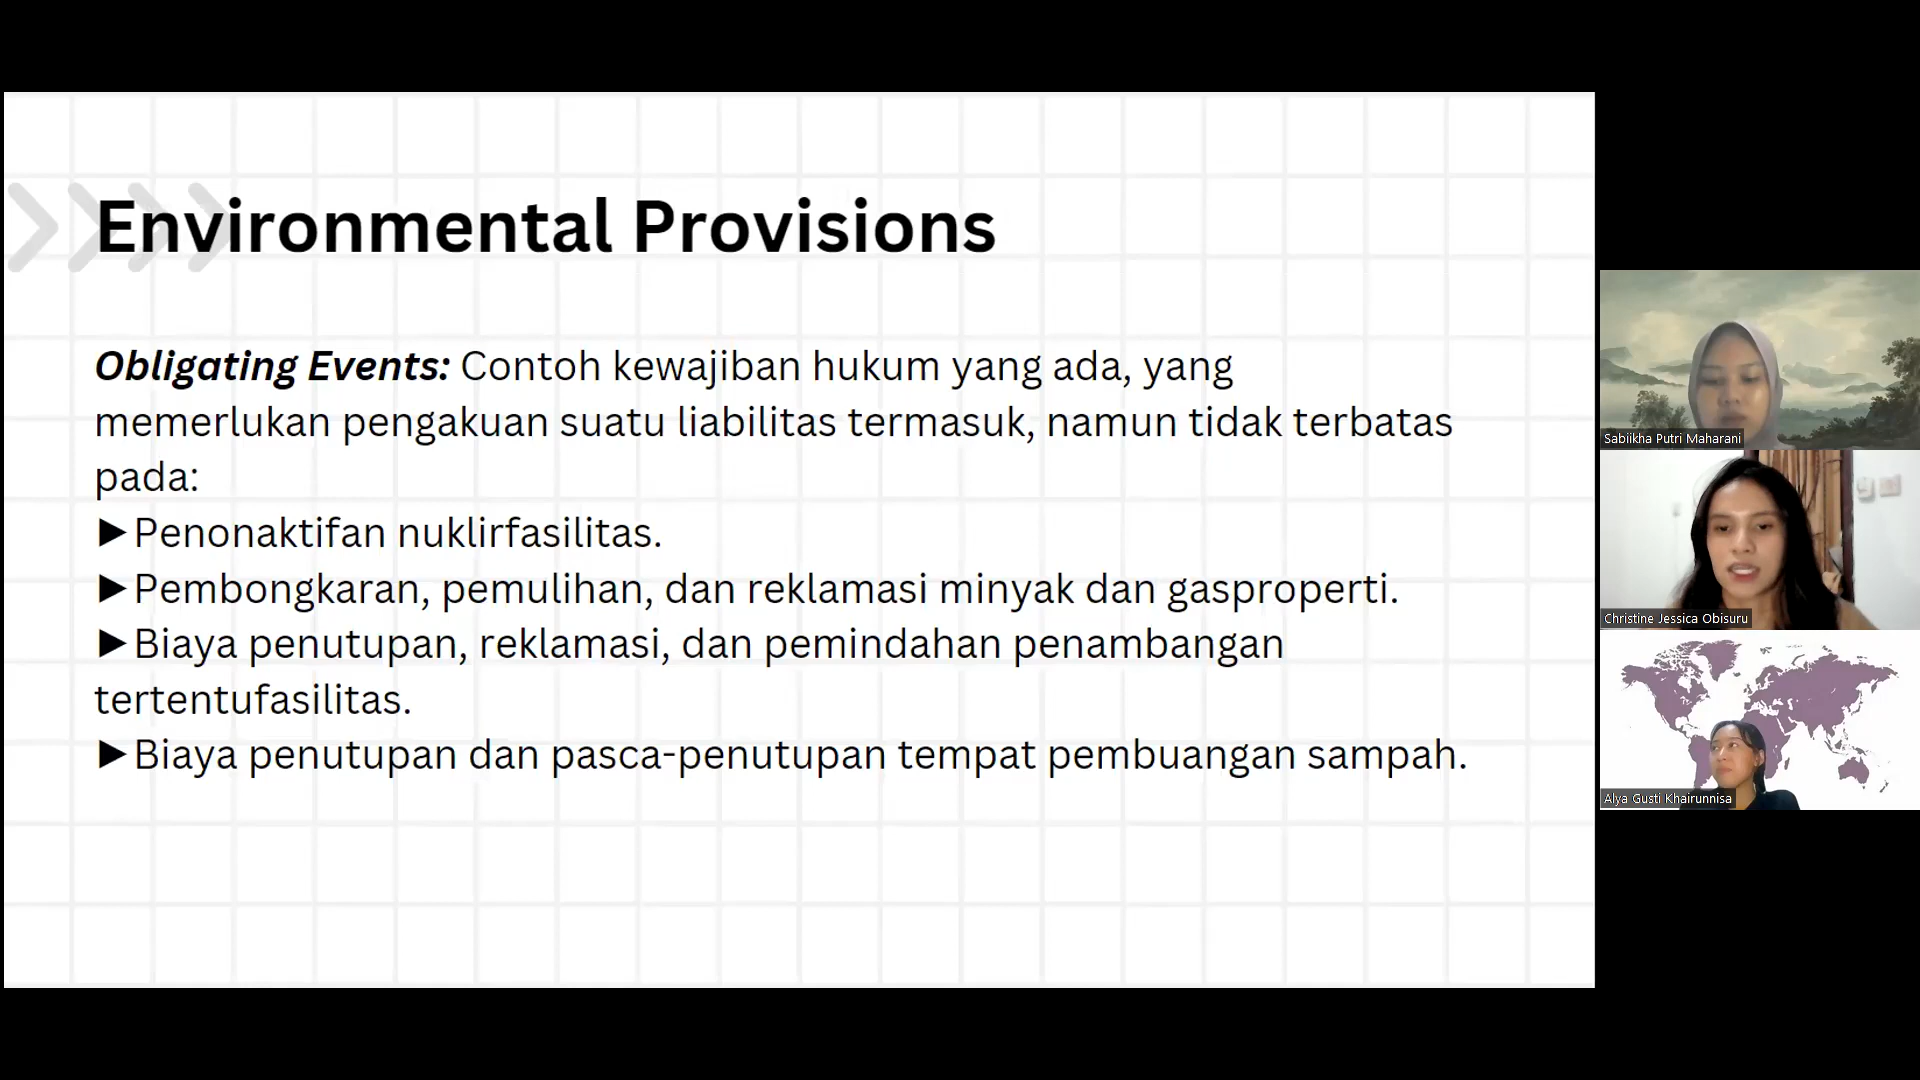 Environmental Provisions
Obligating Events: Contoh kewajiban hukum yang ada, yang
memerlukan pengakuan suatu liabilitas termasuk, namun tidak terbatas
pada:
►Penonaktifan nuklirfasilitas.
►Pembongkaran, pemulihan, dan reklamasi minyak dan gasproperti.
►Biaya penutupan, reklamasi, dan pemindahan penambangan
tertentufasilitas.
►Biaya penutupan dan pasca-penutupan tempat pembuangan sampah.
Sabiikha Putri Maharani
Christine Jessica Obisuru
Alya Gusti Khairunnisa